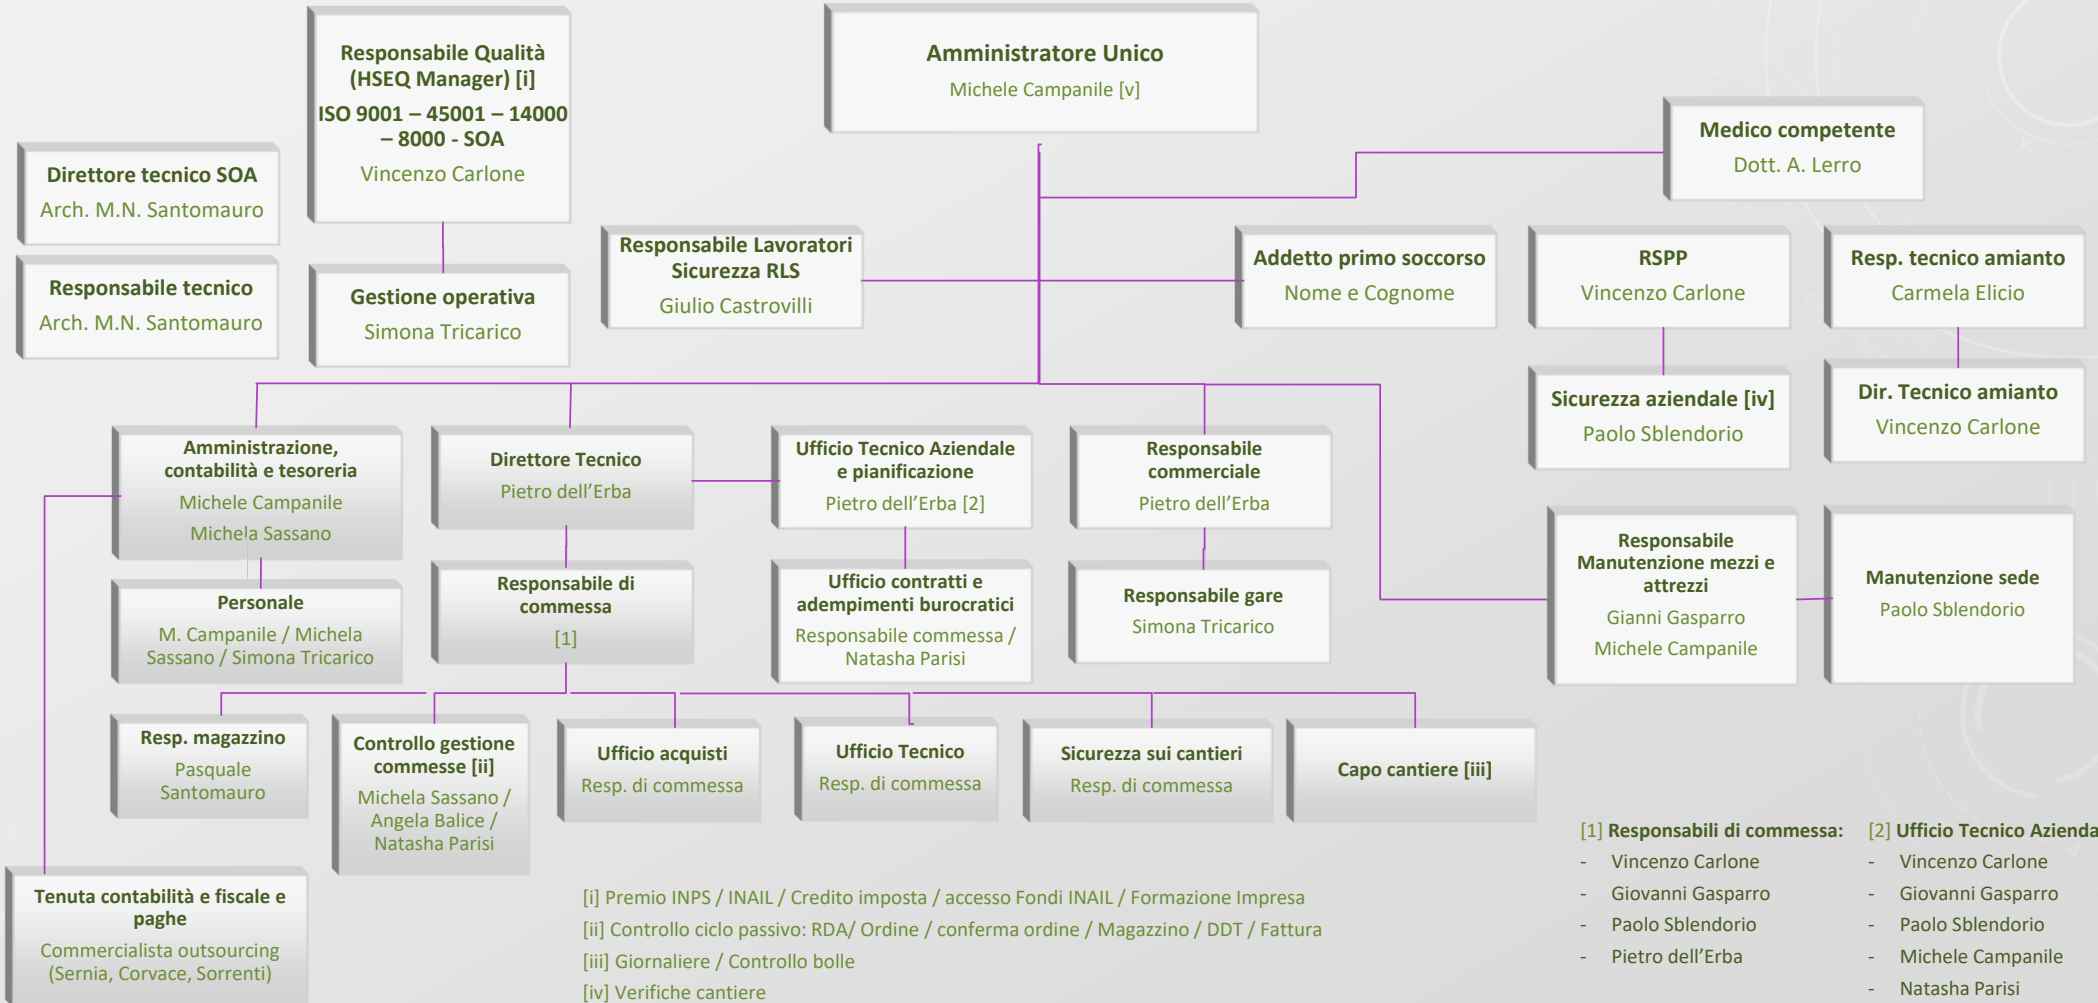 Responsabile Qualità
(HSEQ Manager) [i]
ISO 9001 – 45001 – 14000
– 8000 - SOA
Vincenzo Carlone
Amministratore Unico
Michele Campanile [v]
Medico competente
Dott. A. Lerro
Direttore tecnico SOA
Arch. M.N. Santomauro
Responsabile tecnico
Arch. M.N. Santomauro
Gestione operativa
Simona Tricarico
Responsabile Lavoratori
Sicurezza RLS
Giulio Castrovilli
Addetto primo soccorso
Nome e Cognome
RSPP
Vincenzo Carlone
Resp. tecnico amianto
Carmela Elicio
Sicurezza aziendale [iv]
Paolo Sblendorio
Dir. Tecnico amianto
Vincenzo Carlone
Amministrazione,
contabilità e tesoreria
Michele Campanile
Michela Sassano
Direttore Tecnico
Pietro dell’Erba
Ufficio Tecnico Aziendale
e pianificazione
Pietro dell’Erba [2]
Responsabile
commerciale
Pietro dell’Erba
Responsabile
Manutenzione mezzi e
attrezzi
Gianni Gasparro
Michele Campanile
Manutenzione sede
Paolo Sblendorio
Personale
M. Campanile / Michela
Sassano / Simona Tricarico
Responsabile di
commessa
[1]
Ufficio contratti e
adempimenti burocratici
Responsabile commessa /
Natasha Parisi
Responsabile gare
Simona Tricarico
Resp. magazzino
Pasquale
Santomauro
Controllo gestione
commesse [ii]
Michela Sassano /
Angela Balice /
Natasha Parisi
Ufficio acquisti
Resp. di commessa
Ufficio Tecnico
Resp. di commessa
Sicurezza sui cantieri
Resp. di commessa
Capo cantiere [iii]
Tenuta contabilità e fiscale e
paghe
Commercialista outsourcing
(Sernia, Corvace, Sorrenti)
[i] Premio INPS / INAIL / Credito imposta / accesso Fondi INAIL / Formazione Impresa
[ii] Controllo ciclo passivo: RDA/ Ordine / conferma ordine / Magazzino / DDT / Fattura
[iii] Giornaliere / Controllo bolle
[iv] Verifiche cantiere
[1] Responsabili di commessa:
- Vincenzo Carlone
- Giovanni Gasparro
- Paolo Sblendorio
- Pietro dell’Erba
[2] Ufficio Tecnico Azienda
- Vincenzo Carlone
- Giovanni Gasparro
- Paolo Sblendorio
- Michele Campanile
- Natasha Parisi